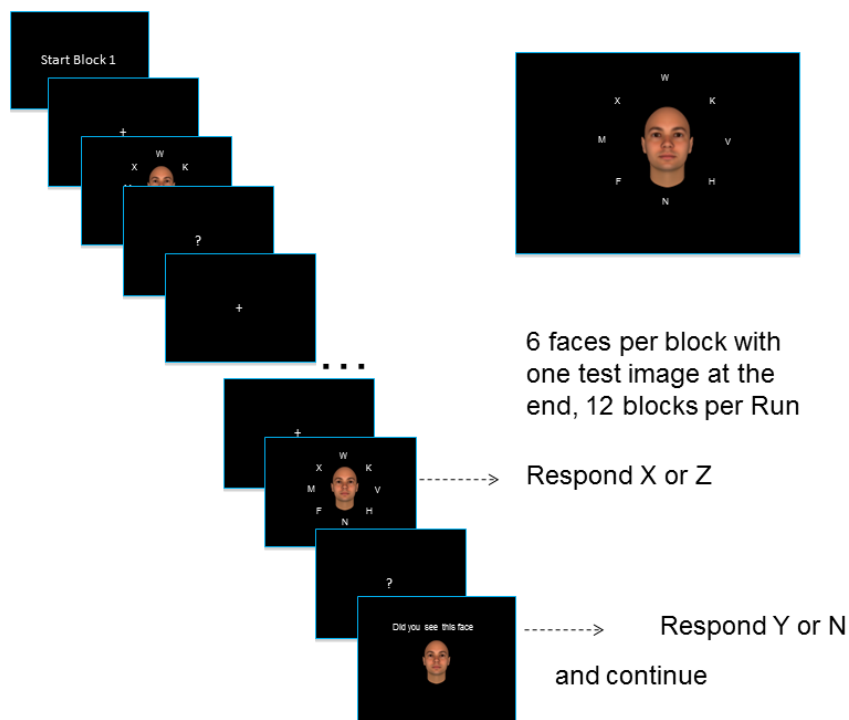 Start Block 1
+
W
X K
?
+
...
+
W
X K
M V
F H
N
?
Did you see this face
W
X K
M V
F H
N
6 faces per block with
one test image at the
end, 12 blocks per Run
Respond X or Z
Respond Y or N
and continue